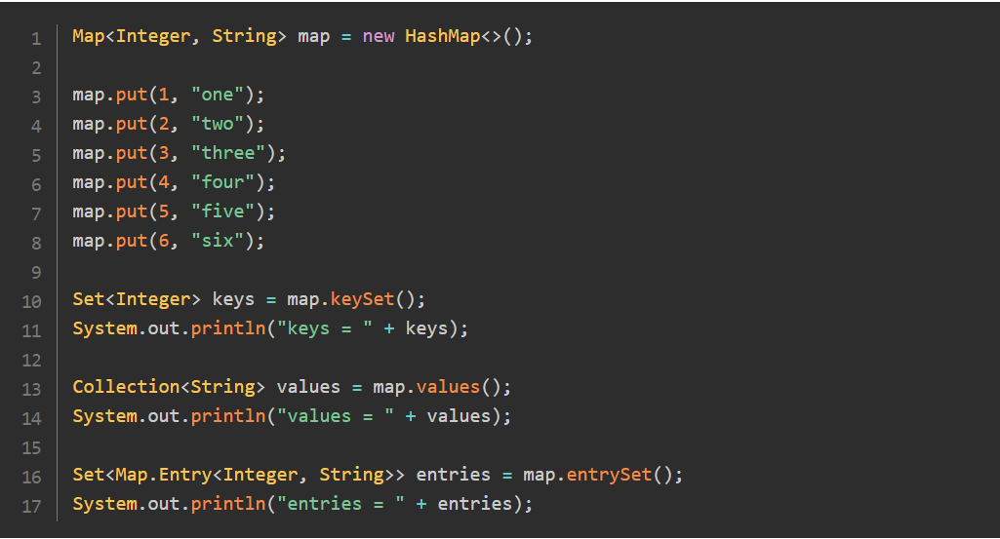 1 Map<Integer, String> map = new HashMap<>();
2
3 map.put(1, "one");
4 map.put(2, "two");
5 map.put(3, "three");
6 map.put(4, "four");
7 map.put(5, "five");
8 map.put(6, "six");
9
10 Set<Integer> keys = map.keySet();
11 System.out.println("keys = " + keys);
12
13 Collection<String> values = map.values();
14 System.out.println("values = " + values);
15
16 Set<Map.Entry<Integer, String>> entries = map.entrySet();
17 System.out.println("entries = " + entries);